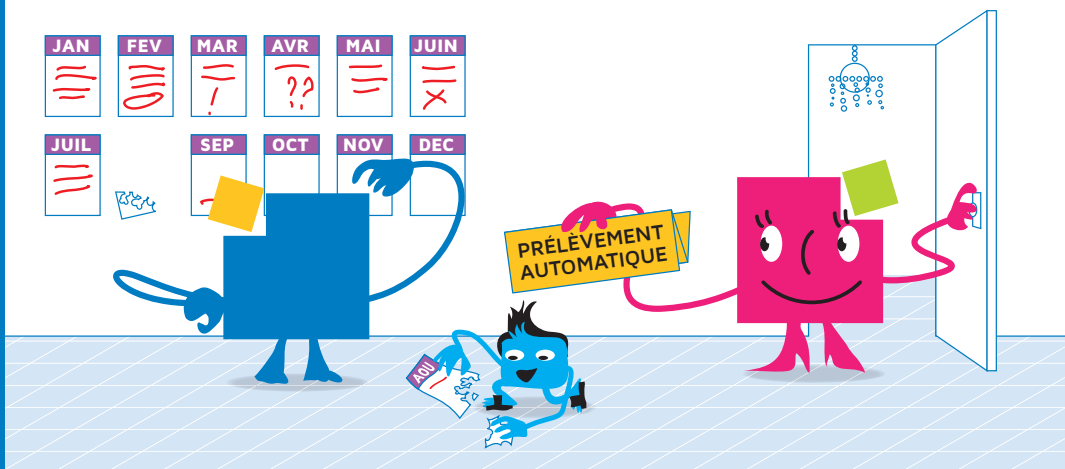 JAN FEV MAR AVR MAI JUIN
JUIL SEP OCT NOV DEC
PRÉLÈVEMENT
AUTOMATIQUE
AOU